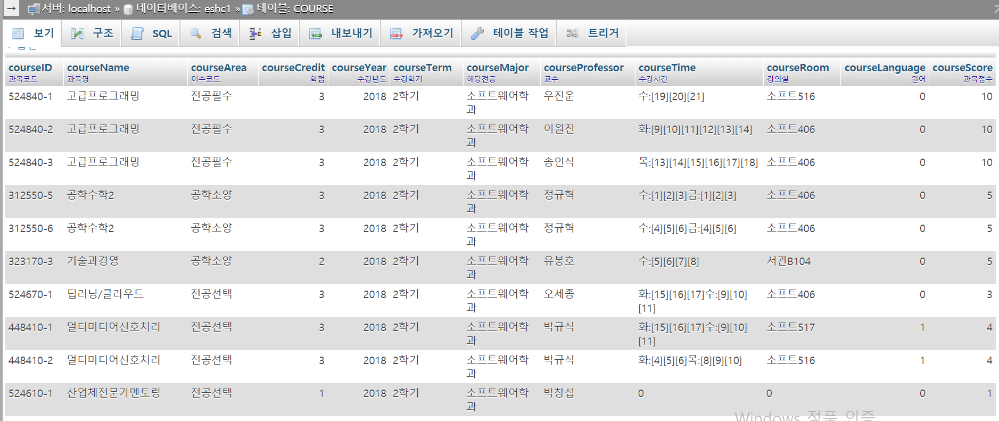 → 서버: localhost » 데이터베이스: eshc1 » 테이블: COURSE
보기 구조 SQL 검색 삽입 내보내기 가져오기 테이블 작업 트리거
courseID courseName courseArea courseCredit courseYear courseTerm courseMajor courseProfessor courseTime courseRoom courseLanguage courseScore
과목코드 과목명 이수코드 학점 수강년도 수강학기 해당전공 교수 수강시간 강의실 원어 과목점수
524840-1 고급프로그래밍 전공필수 3 2018 2학기 소프트웨어학 우진운 수:[19][20][21] 소프트516 0 10
과
524840-2 고급프로그래밍 전공필수 3 2018 2학기 소프트웨어학 이원진 화:[9][10][11][12][13][14] 소프트406 0 10
과
524840-3 고급프로그래밍 전공필수 3 2018 2학기 소프트웨어학 송인식 목:[13][14][15][16][17][18] 소프트406 0 10
과
312550-5 공학수학2 공학소양 3 2018 2학기 소프트웨어학 정규혁 수:[1][2][3]금:[1][2][3] 소프트406 0 5
과
312550-6 공학수학2 공학소양 3 2018 2학기 소프트웨어학 정규혁 수:[4][5][6]금:[4][5][6] 소프트406 0 5
과
323170-3 기술과경영 공학소양 2 2018 2학기 소프트웨어학 유봉호 수:[5][6][7][8] 서관B104 0 5
과
524670-1 딥러닝/클라우드 전공선택 3 2018 2학기 소프트웨어학 오세종 화:[15][16][17]수:[9][10] 소프트406 0 3
과 [11]
448410-1 멀티미디어신호처리 전공선택 3 2018 2학기 소프트웨어학 박규식 화:[15][16][17]수:[9][10] 소프트517 1 4
과 [11]
448410-2 멀티미디어신호처리 전공선택 3 2018 2학기 소프트웨어학 박규식 화:[4][5][6]목:[8][9][10] 소프트516 1 4
과
524610-1 산업체전문가멘토링 전공선택 1 2018 2학기 소프트웨어학 박창섭 0 0 0 1
과
Windows 정품 인증